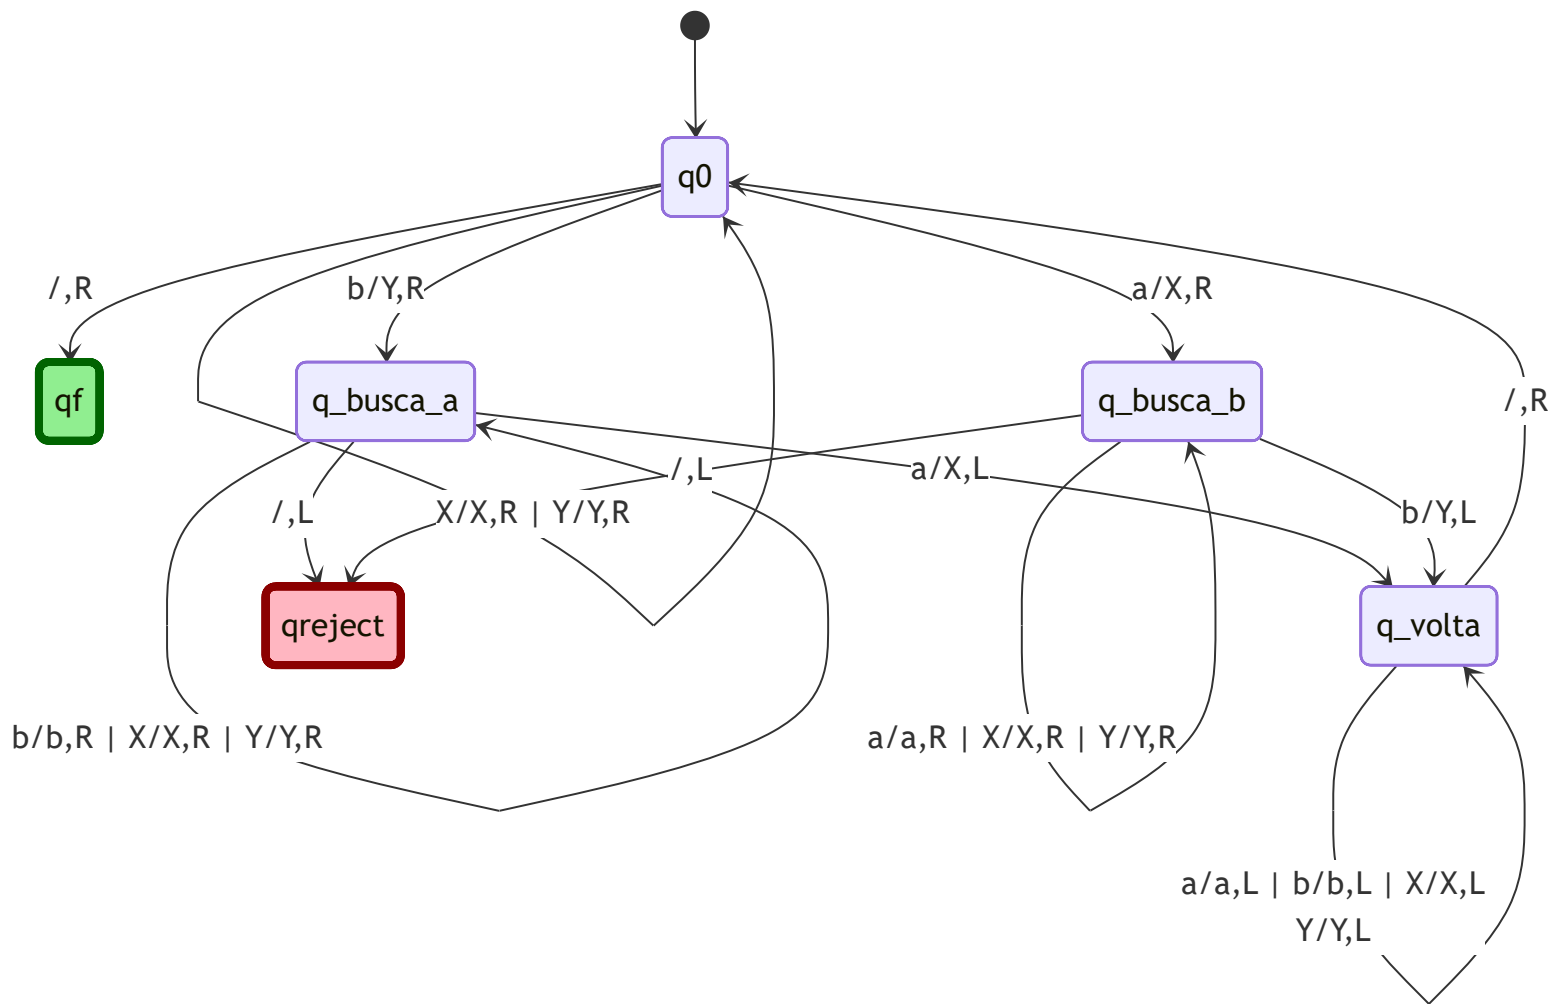 q0
/,R
b/Y,R
a/X,R
qf
q_busca_a
q_busca_b
/,R
/,L
a/X,L
/,L
X/X,R | Y/Y,R
b/Y,L
qreject
q_volta
b/b,R | X/X,R | Y/Y,R
a/a,R | X/X,R | Y/Y,R
a/a,L | b/b,L | X/X,L
Y/Y,L